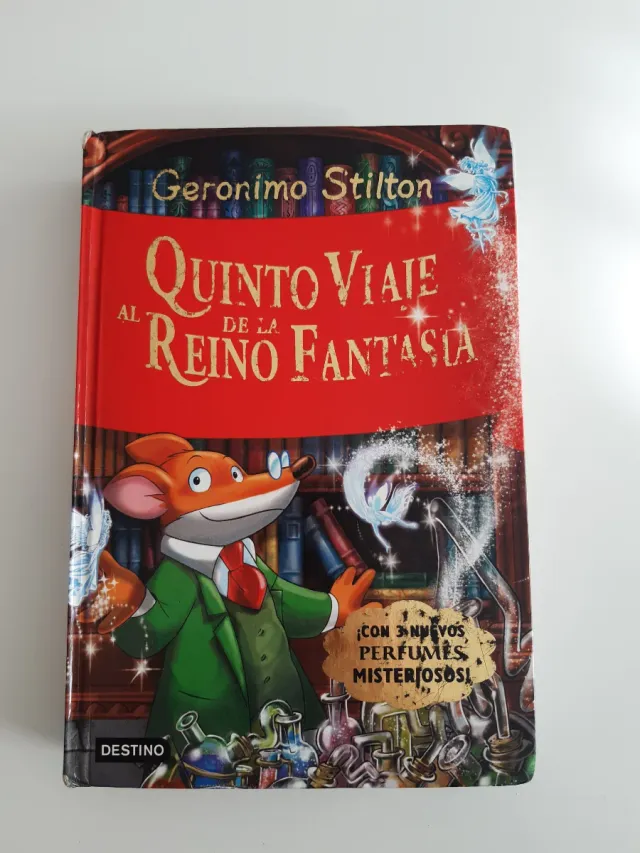 Geronimo Stilton
QUINTO VIAJE
AL REINO DE LA FANTASÍA
¡CON 3 NUEVOS
PERFUMES
MISTERIOSOS!
DESTINO